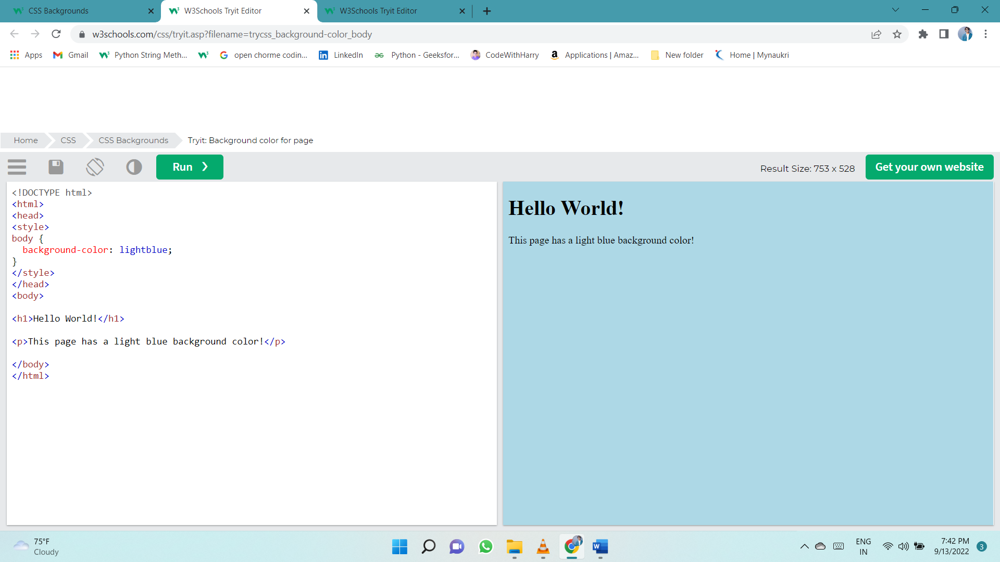 CSS Backgrounds
W3Schools Tryit Editor
W3Schools Tryit Editor
w3schools.com/css/tryit.asp?filename=trycss_background-color_body
Apps
Gmail
Python String Meth...
open chorme codin...
LinkedIn
Python - Geeksfor...
CodeWithHarry
Applications | Amaz...
New folder
Home | Mynaukri
Home
CSS
CSS Backgrounds
Tryit: Background color for page
Run ❯
Result Size: 753 x 528
Get your own website
<!DOCTYPE html>
<html>
<head>
<style>
body {
  background-color: lightblue;
}
</style>
</head>
<body>
<h1>Hello World!</h1>
<p>This page has a light blue background color!</p>
</body>
</html>
Hello World!
This page has a light blue background color!
75°F
Cloudy
ENG
IN
7:42 PM
9/13/2022
3